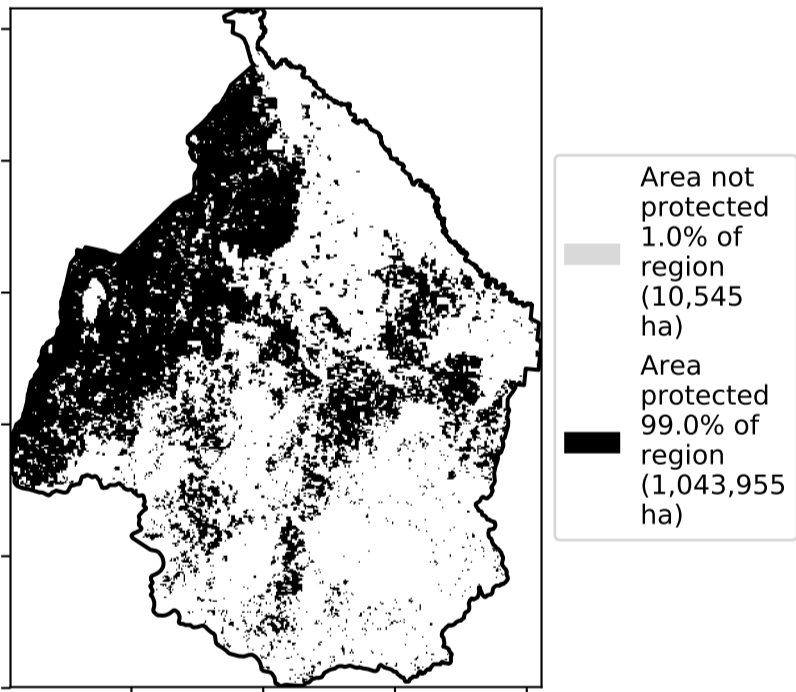 Area not
protected
1.0% of
region
(10,545
ha)
Area
protected
99.0% of
region
(1,043,955
ha)